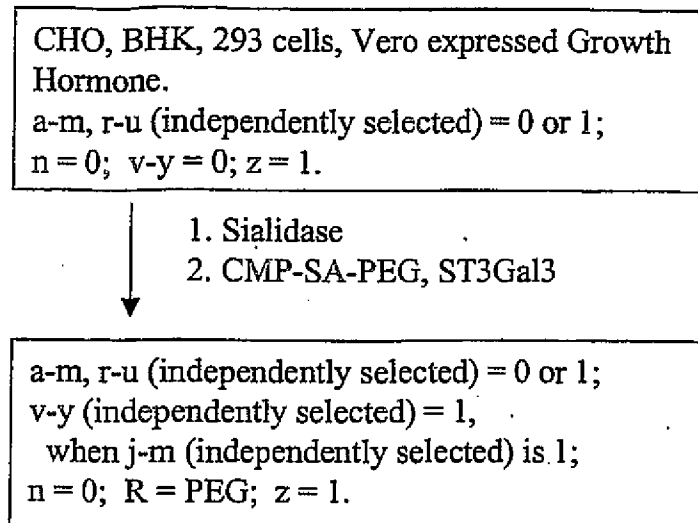 CHO, BHK, 293 cells, Vero expressed Growth
Hormone.
a-m, r-u (independently selected) = 0 or 1;
n = 0; v-y = 0; z = 1.
1. Sialidase
2. CMP-SA-PEG, ST3Gal3
a-m, r-u (independently selected) = 0 or 1;
v-y (independently selected) = 1,
when j-m (independently selected) is 1;
n = 0; R = PEG; z = 1.